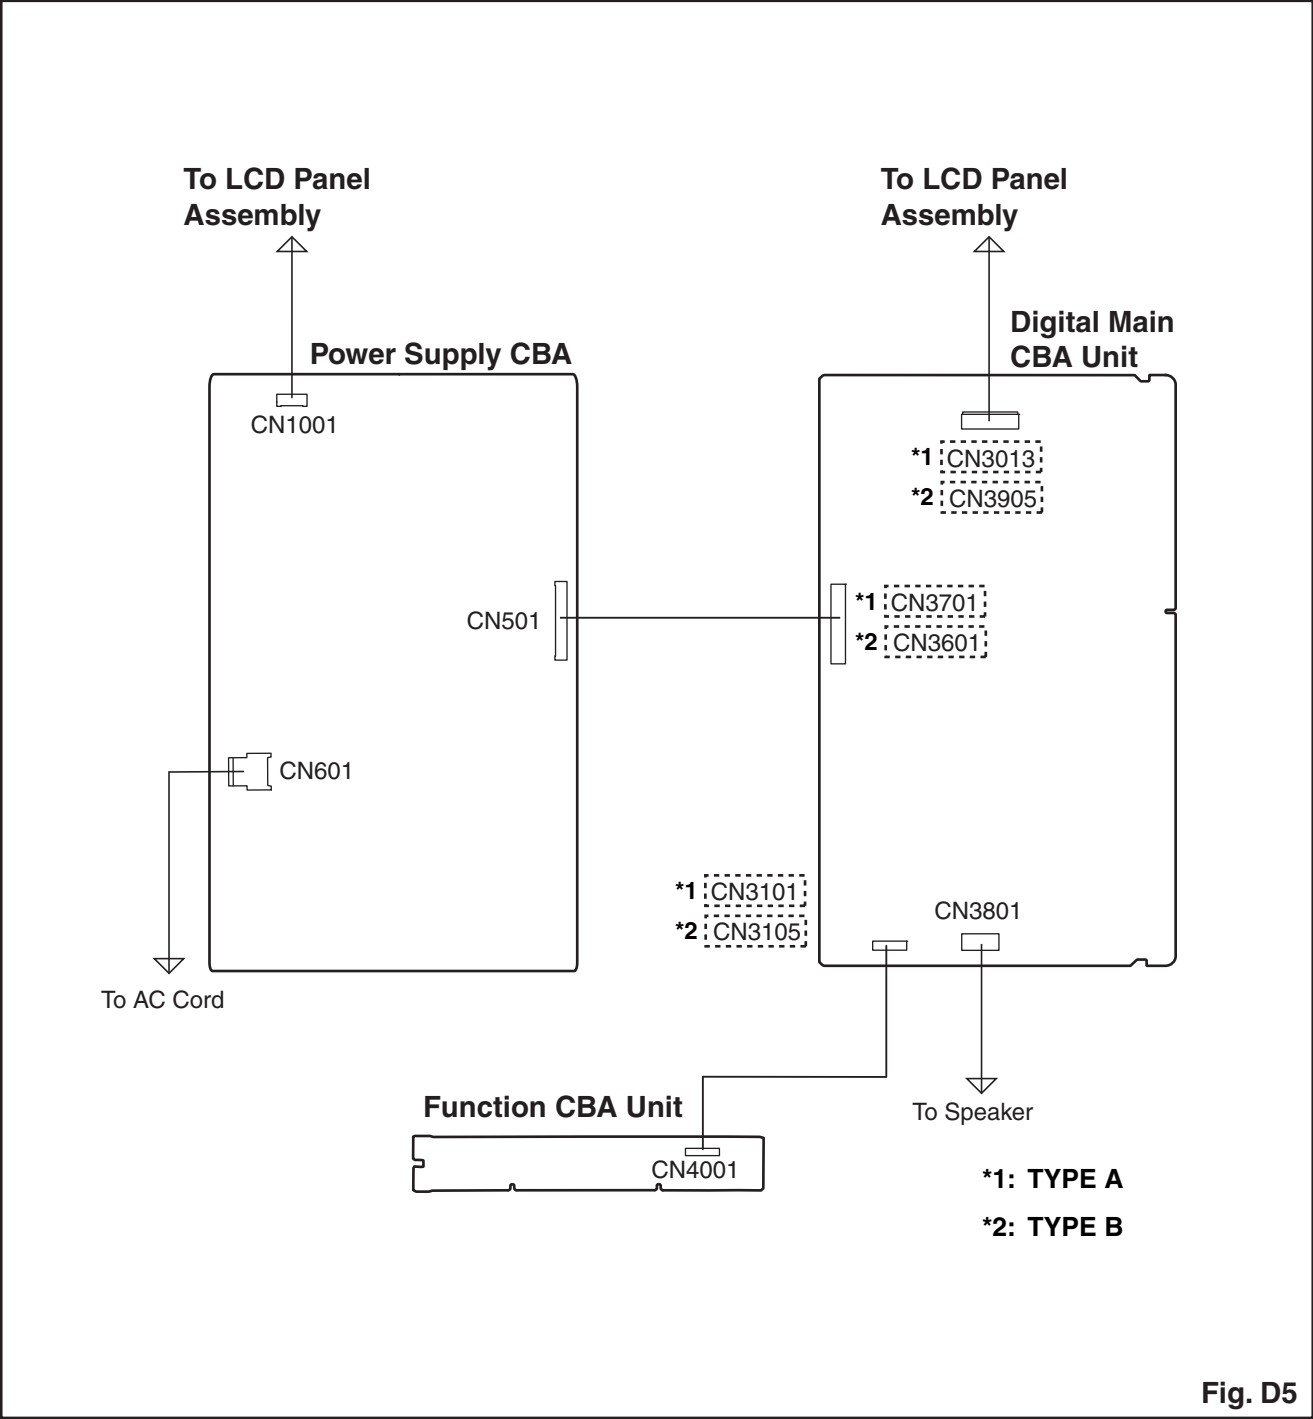 To LCD Panel
Assembly
To LCD Panel
Assembly
Digital Main
CBA Unit
Power Supply CBA
CN1001
*1 CN3013
*2 CN3905
CN501
*1 CN3701
*2 CN3601
CN601
*1 CN3101
*2 CN3105
CN3801
To AC Cord
Function CBA Unit
To Speaker
CN4001
*1: TYPE A
*2: TYPE B
Fig. D5